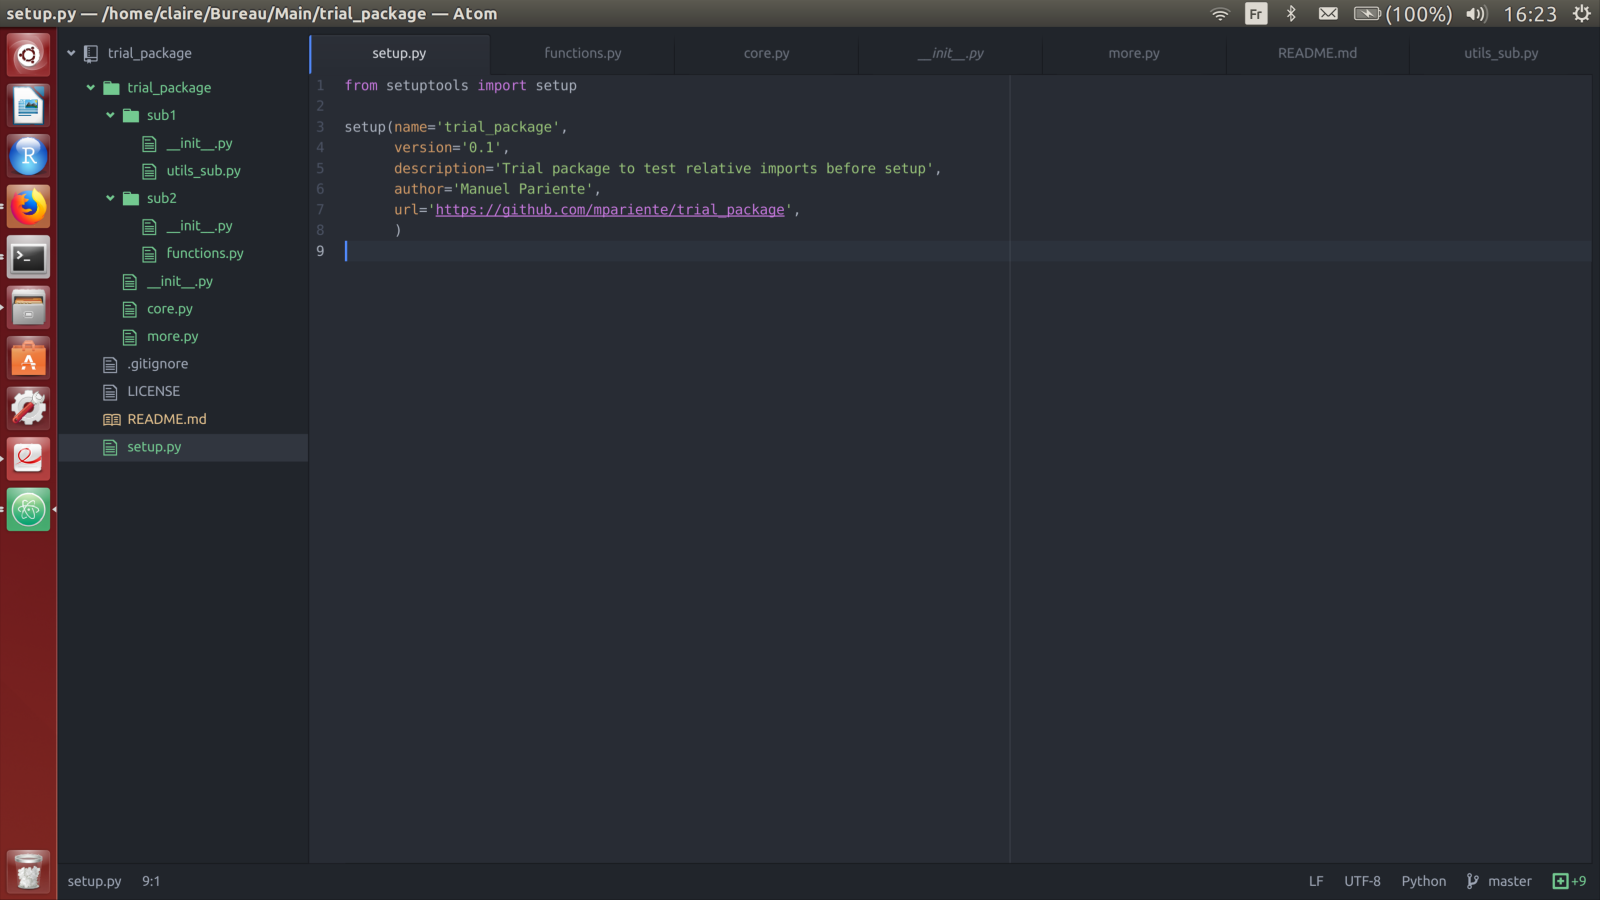 setup.py — /home/claire/Bureau/Main/trial_package — Atom
Fr
(100%)
16:23
trial_package
trial_package
sub1
__init__.py
utils_sub.py
sub2
__init__.py
functions.py
__init__.py
core.py
more.py
.gitignore
LICENSE
README.md
setup.py
setup.py functions.py core.py __init__.py more.py README.md utils_sub.py
1 from setuptools import setup
2
3 setup(name='trial_package',
4 version='0.1',
5 description='Trial package to test relative imports before setup',
6 author='Manuel Pariente',
7 url='https://github.com/mpariente/trial_package',
8 )
9
setup.py 9:1
LF UTF-8 Python master +9